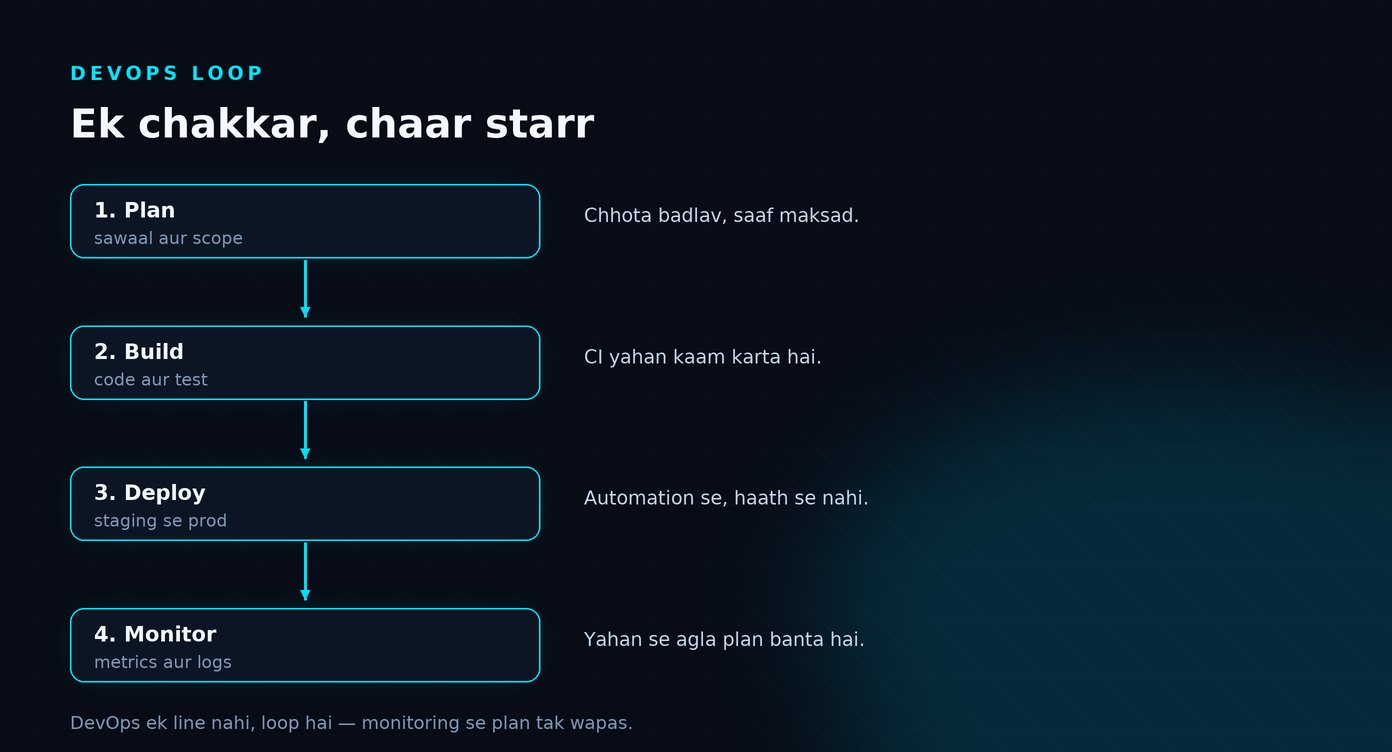 DEVOPS LOOP
Ek chakkar, chaar starr
1. Plan
sawaal aur scope
Chhota badlav, saaf maksad.
2. Build
code aur test
CI yahan kaam karta hai.
3. Deploy
staging se prod
Automation se, haath se nahi.
4. Monitor
metrics aur logs
Yahan se agla plan banta hai.
DevOps ek line nahi, loop hai — monitoring se plan tak wapas.